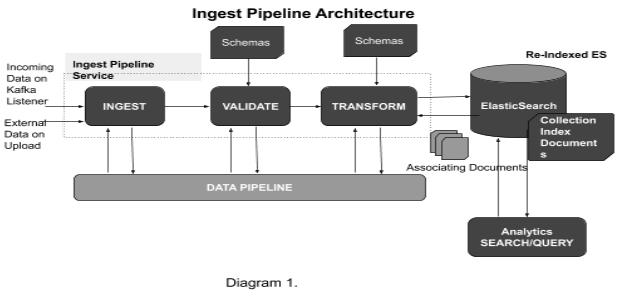 Ingest Pipeline Architecture
Schemas
Schemas
Re-Indexed ES
Ingest Pipeline
Service
Incoming
Data on
Kafka
Listener
External
Data on
Upload
INGEST
VALIDATE
TRANSFORM
ElasticSearch
Collection
Index
Document
s
Associating Documents
DATA PIPELINE
Analytics
SEARCH/QUERY
Diagram 1.